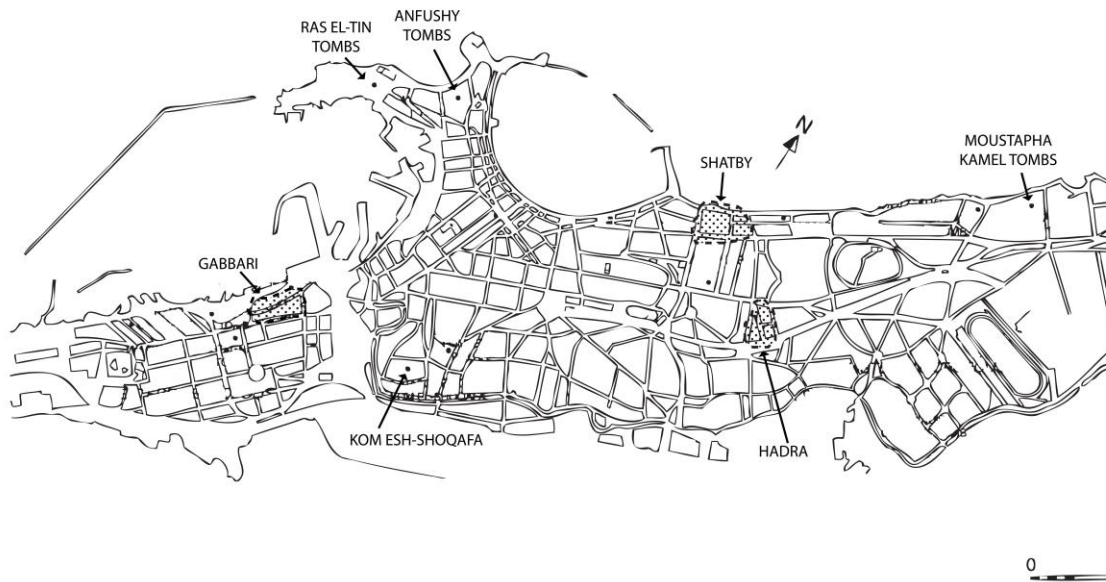 RAS EL-TIN
TOMBS
ANFUSHY
TOMBS
N
SHATBY
MOUSTAPHA
KAMEL TOMBS
GABBARI
KOM ESH-SHOQAFA
HADRA
0